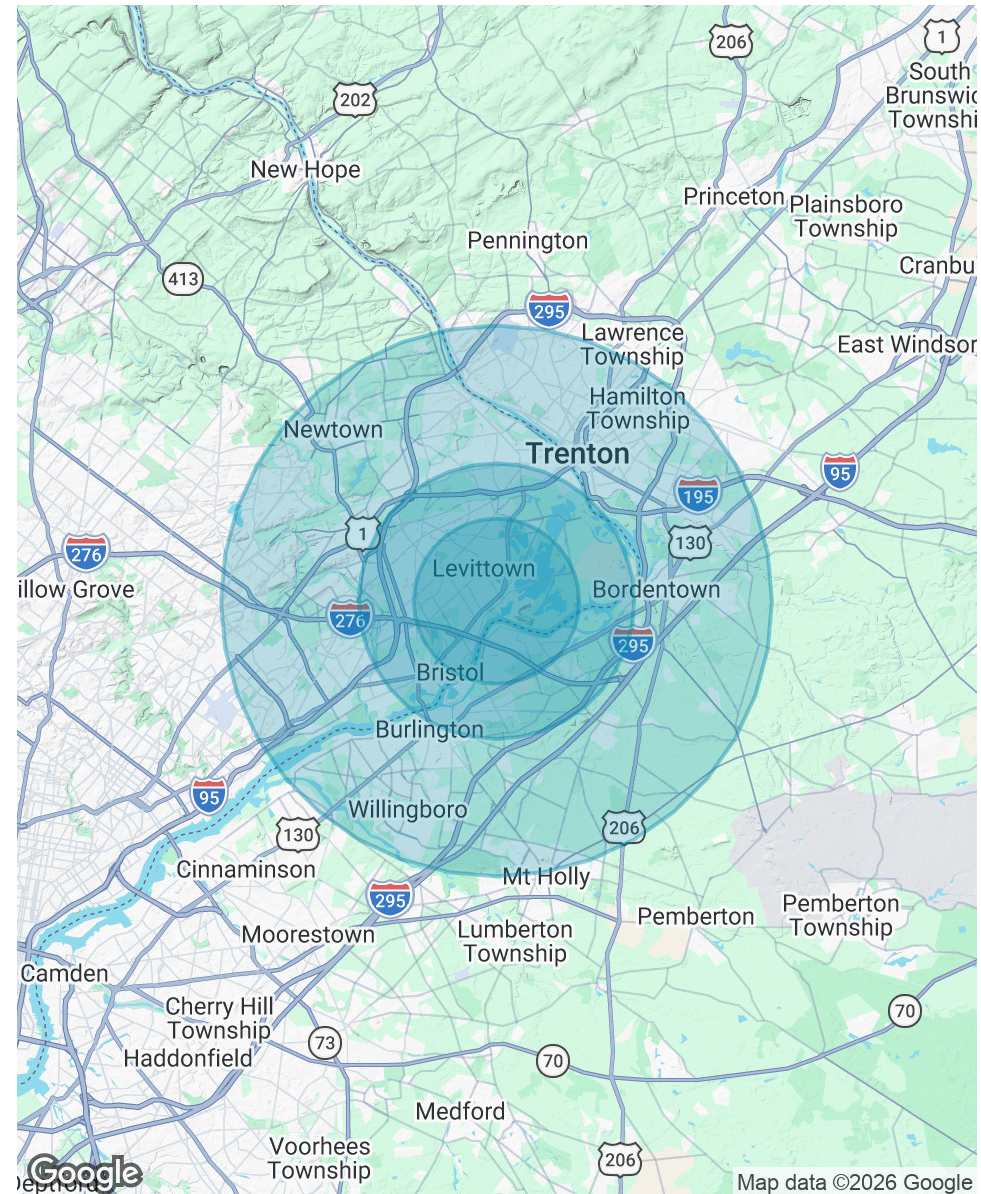 206
1
South
Brunswic
Townshi
202
New Hope
Princeton
Plainsboro
Township
Pennington
Cranbu
413
295
Lawrence
Township
East Windsor
Hamilton
Township
Newtown
Trenton
95
195
1
130
276
Levittown
illow Grove
Bordentown
276
295
Bristol
Burlington
95
Willingboro
130
206
Cinnaminson
Mt Holly
295
Pemberton
Pemberton
Township
Moorestown
Lumberton
Township
Camden
Cherry Hill
Township
70
73
Haddonfield
70
Medford
Voorhees
Township
206
Google
Deptford
Map data ©2026 Google